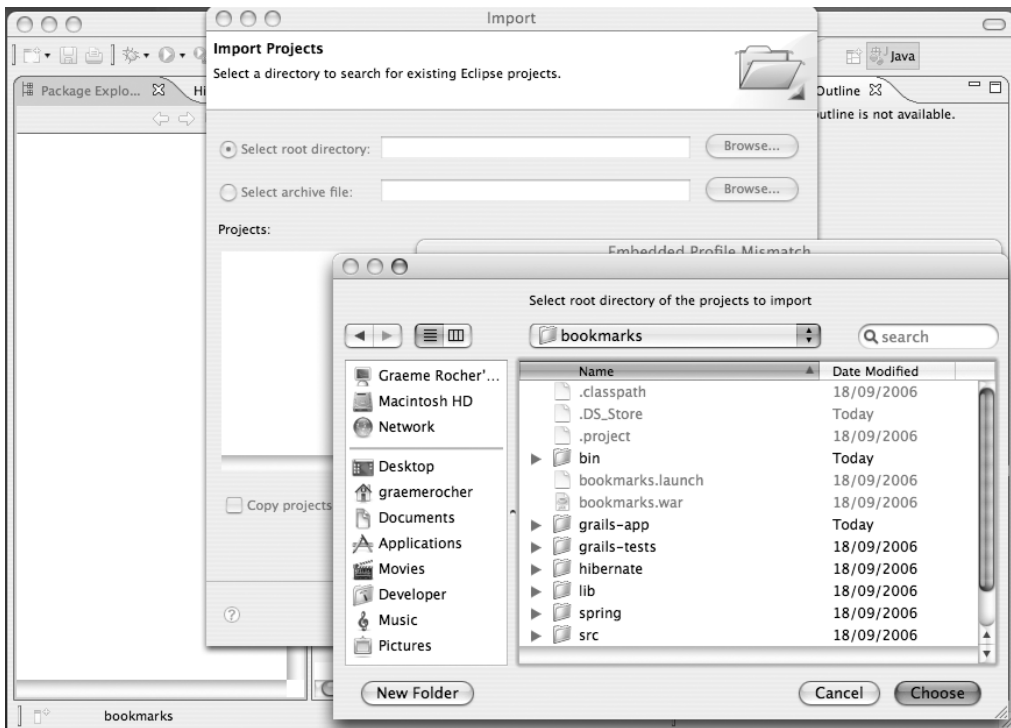 Import
Import Projects
Select a directory to search for existing Eclipse projects.
Java
Package Explo...
Hi
Outline
outline is not available.
Select root directory:
Browse...
Select archive file:
Browse...
Projects:
Embedded Profile Mismatch
Select root directory of the projects to import
bookmarks
search
Graeme Rocher'...
Macintosh HD
Network
Desktop
graemerocher
Documents
Applications
Movies
Developer
Music
Pictures
Name Date Modified
.classpath 18/09/2006
.DS_Store Today
.project 18/09/2006
bin Today
bookmarks.launch 18/09/2006
bookmarks.war 18/09/2006
grails-app Today
grails-tests 18/09/2006
hibernate 18/09/2006
lib 18/09/2006
spring 18/09/2006
src 18/09/2006
Copy projects
New Folder
Cancel
Choose
bookmarks